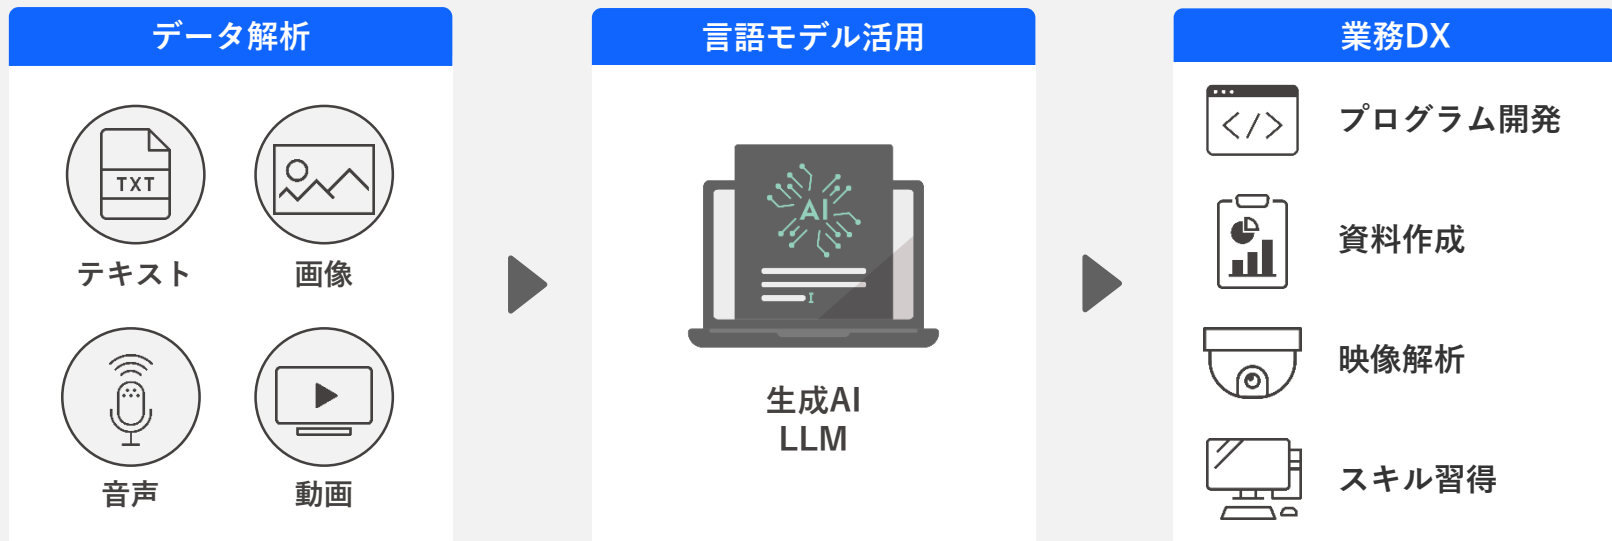 データ解析
TXT
テキスト
画像
音声
動画
言語モデル活用
AI
生成AI
LLM
業務DX
</>
プログラム開発
資料作成
映像解析
スキル習得